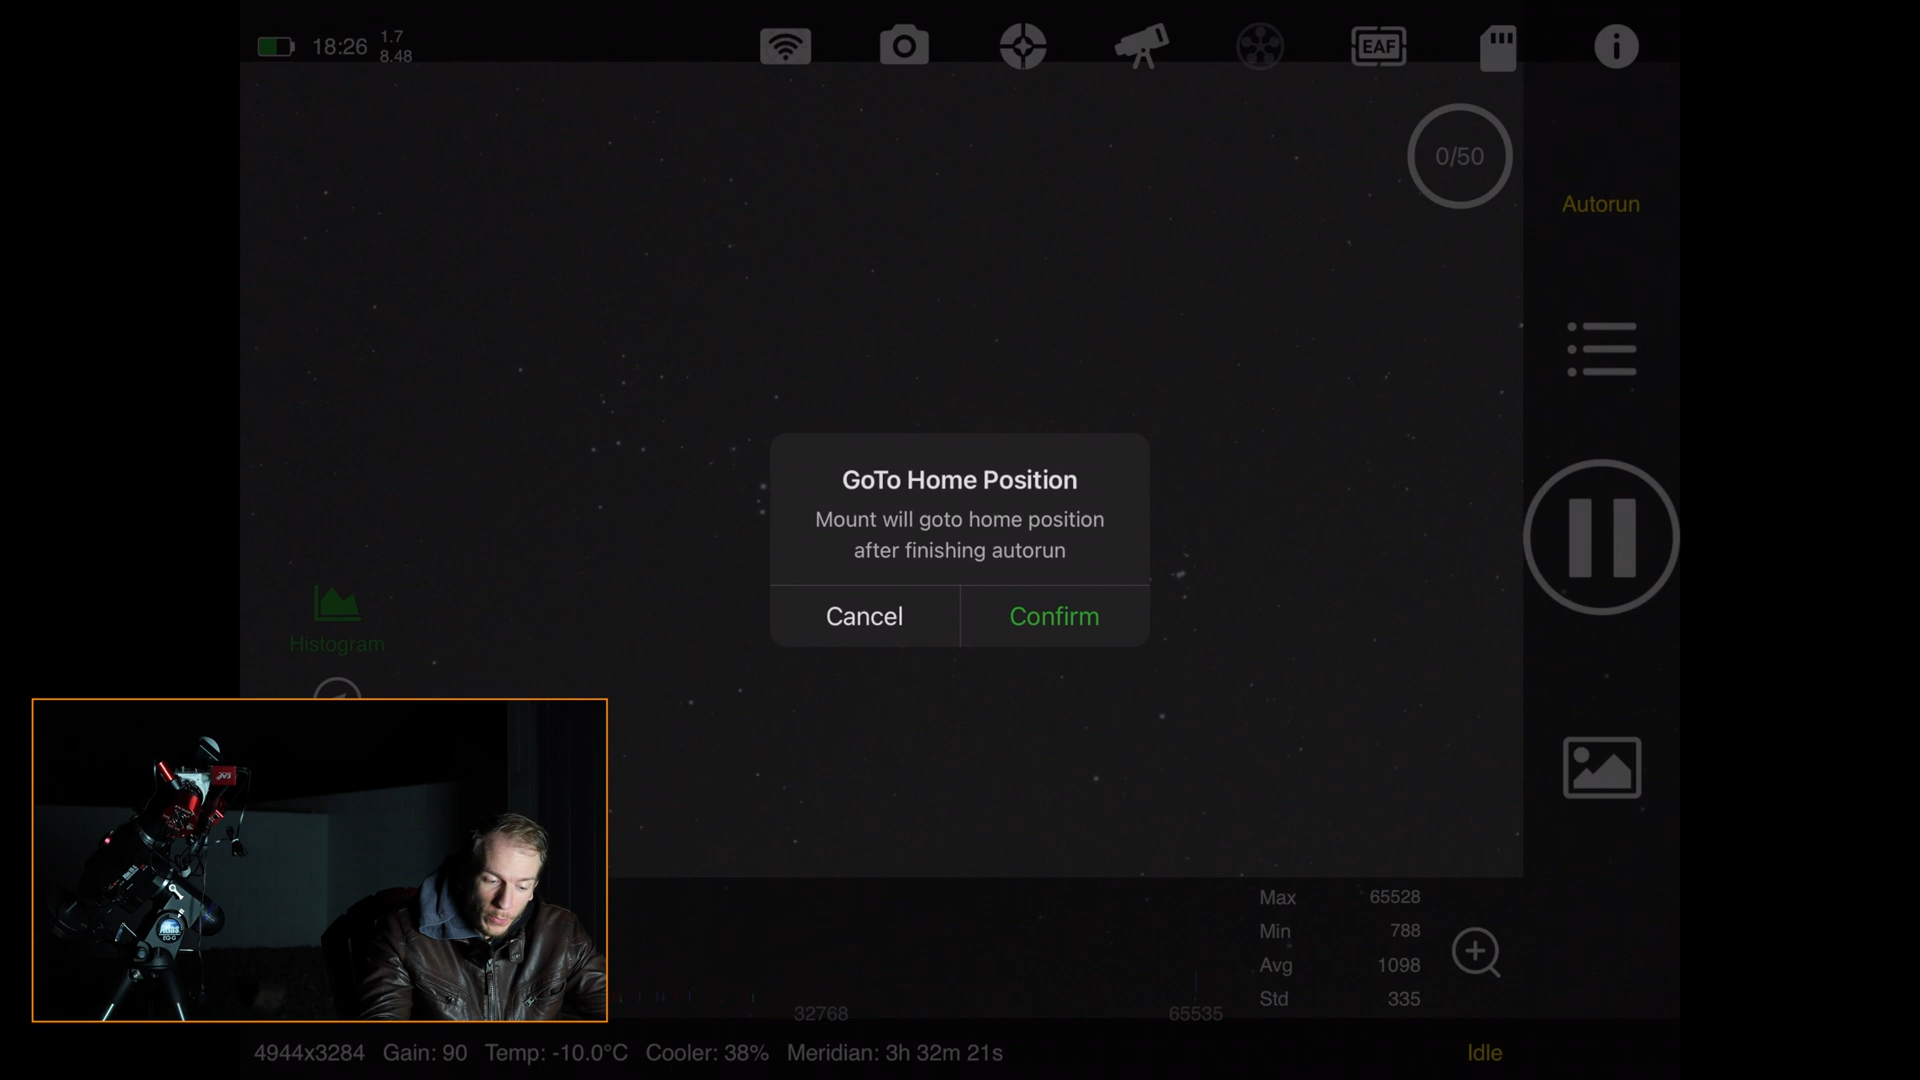 18:26
1.7
8.48
EAF
0/50
Autorun
GoTo Home Position
Mount will goto home position
after finishing autorun
Cancel
Confirm
Histogram
Atlas
EQ-G
Max 65528
Min 788
Avg 1098
Std 335
32768
65535
4944x3284 Gain: 90 Temp: -10.0°C Cooler: 38% Meridian: 3h 32m 21s
Idle